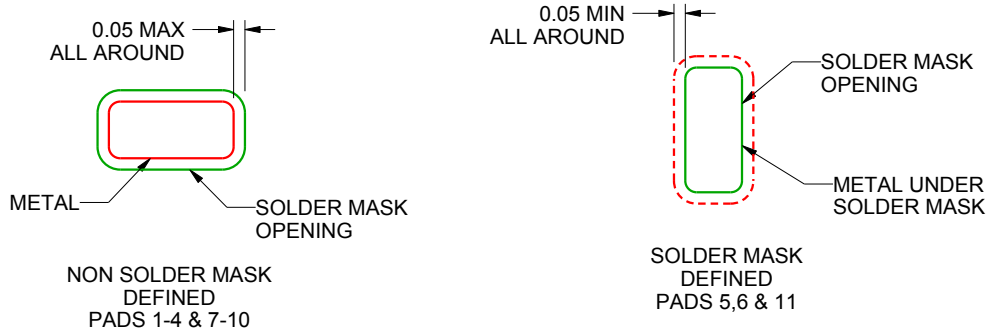 0.05 MAX
ALL AROUND
METAL
SOLDER MASK
OPENING
NON SOLDER MASK
DEFINED
PADS 1-4 & 7-10
0.05 MIN
ALL AROUND
SOLDER MASK
OPENING
METAL UNDER
SOLDER MASK
SOLDER MASK
DEFINED
PADS 5,6 & 11